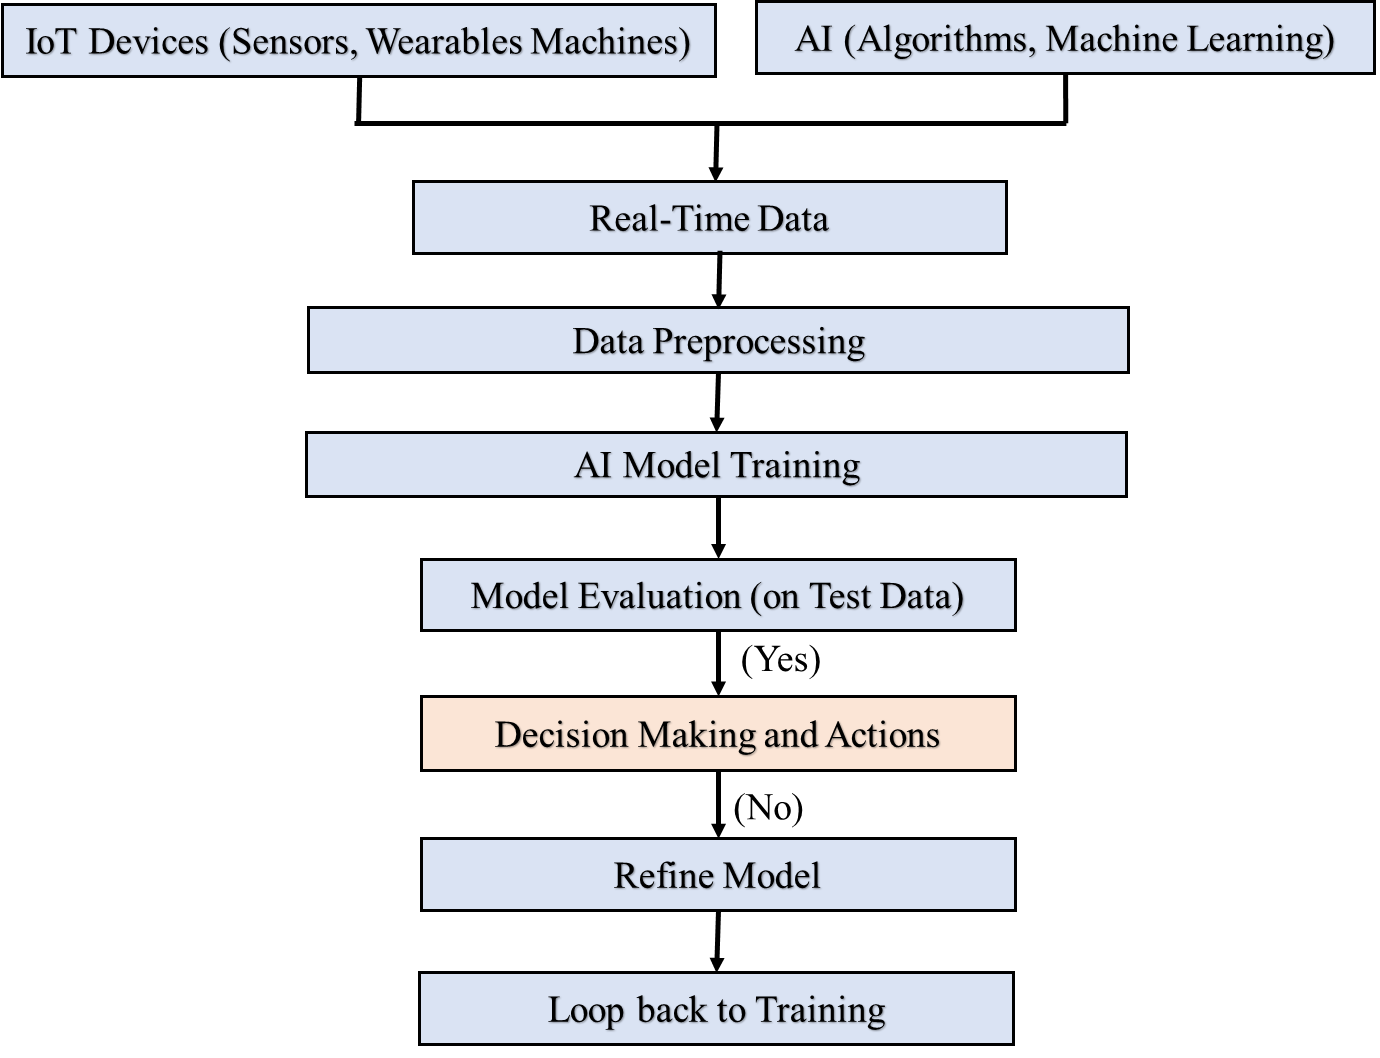 IoT Devices (Sensors, Wearables Machines)
AI (Algorithms, Machine Learning)
Real-Time Data
Data Preprocessing
AI Model Training
Model Evaluation (on Test Data)
(Yes)
Decision Making and Actions
(No)
Refine Model
Loop back to Training